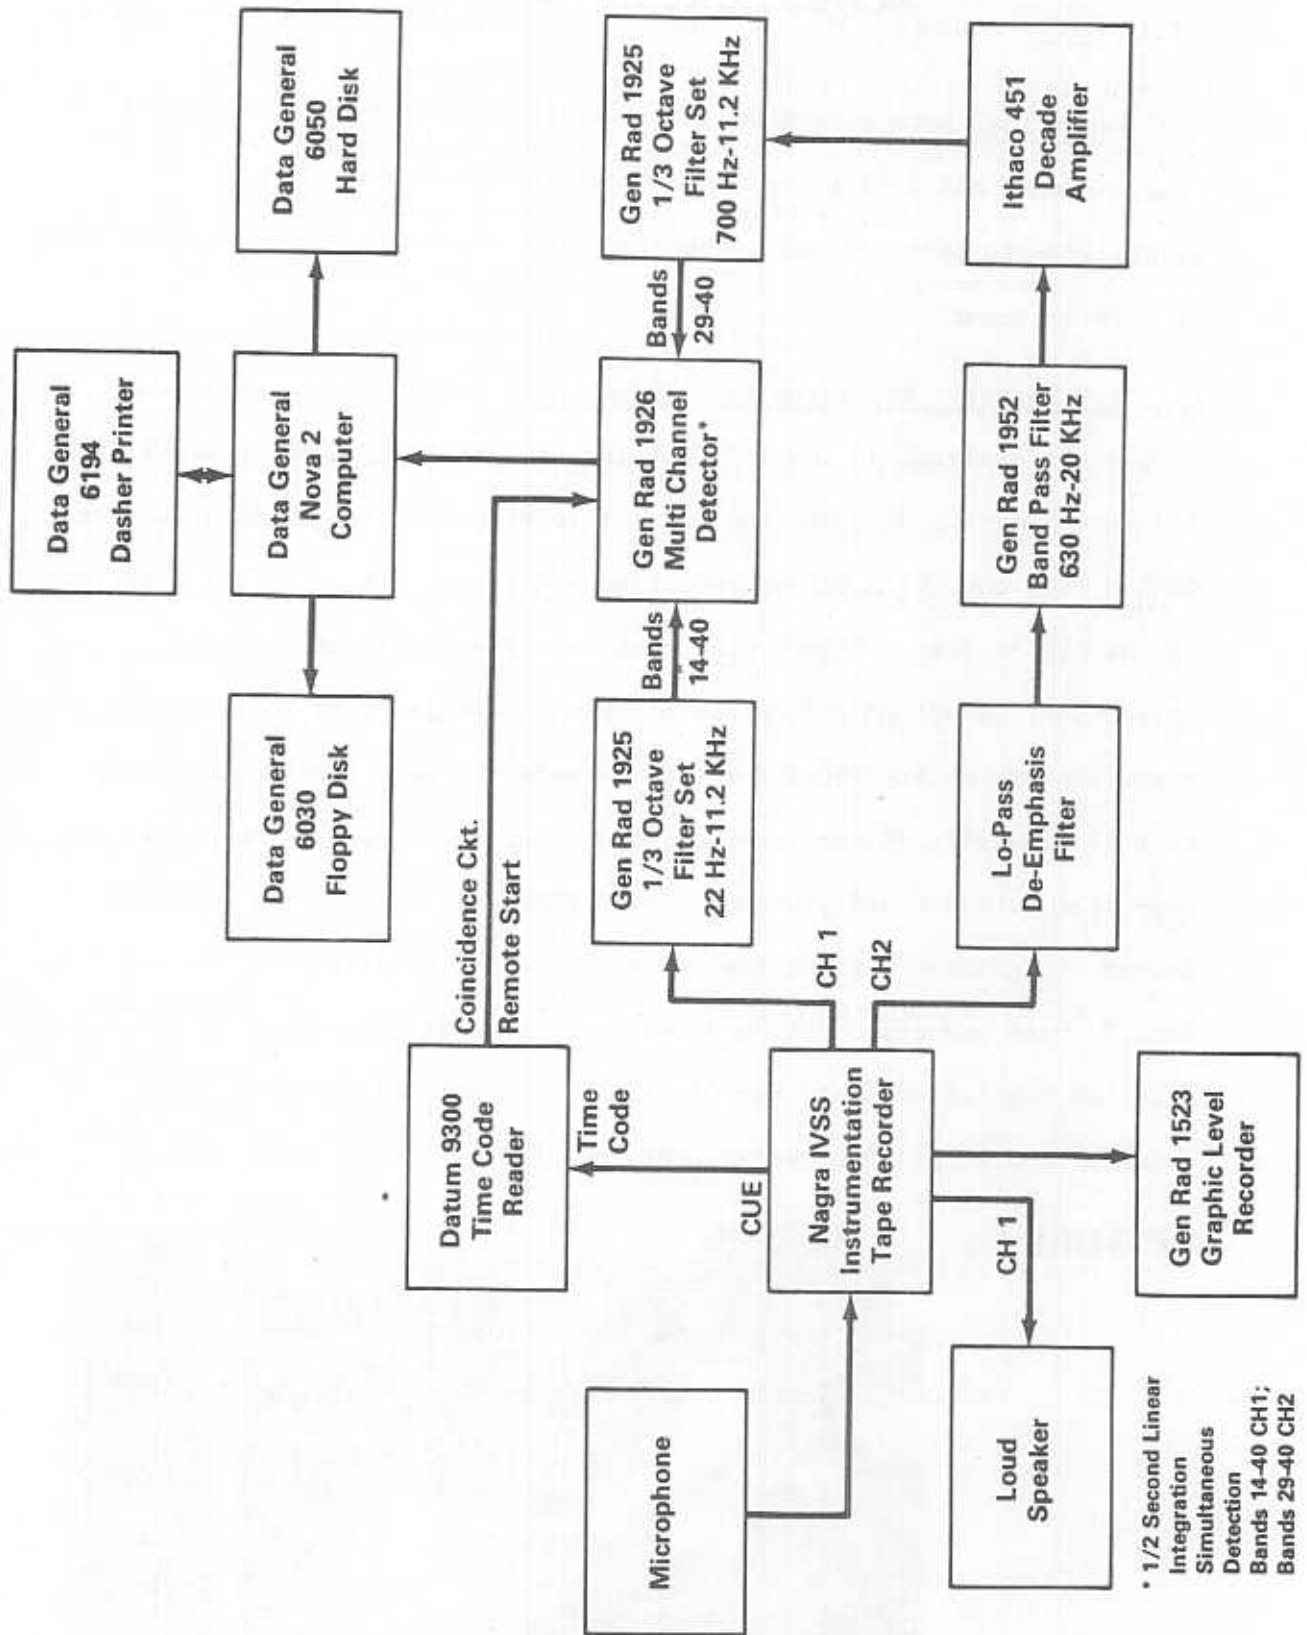 Microphone
Loud
Speaker
* 1/2 Second Linear
Integration
Simultaneous
Detection
Bands 14-40 CH1;
Bands 29-40 CH2
Datum 9300
Time Code
Reader
CUE
Time
Code
Nagra IVSS
Instrumentation
Tape Recorder
CH 1
Gen Rad 1523
Graphic Level
Recorder
Coincidence Ckt.
Remote Start
CH 1
CH2
Data General
6030
Floppy Disk
Gen Rad 1925
1/3 Octave
Filter Set
22 Hz-11.2 KHz
Bands
14-40
Lo-Pass
De-Emphasis
Filter
Data General
6194
Dasher Printer
Data General
Nova 2
Computer
Gen Rad 1926
Multi Channel
Detector*
Gen Rad 1952
Band Pass Filter
630 Hz-20 KHz
Bands
29-40
Data General
6050
Hard Disk
Gen Rad 1925
1/3 Octave
Filter Set
700 Hz-11.2 KHz
Ithaco 451
Decade
Amplifier